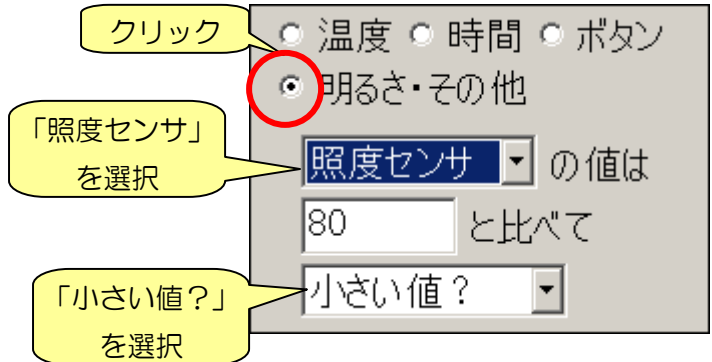 クリック
温度 時間 ボタン
明るさ・その他
「照度センサ」
を選択
照度センサ の値は
80 と比べて
「小さい値？」
を選択
小さい値？